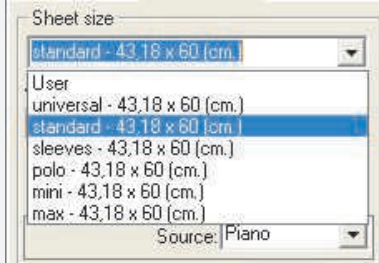 Sheet size
standard - 43,18 x 60 (cm.)
User
universal - 43,18 x 60 (cm.)
standard - 43,18 x 60 (cm.)
sleeves - 43,18 x 60 (cm.)
polo - 43,18 x 60 (cm.)
mini - 43,18 x 60 (cm.)
max - 43,18 x 60 (cm.)
Source: Piano